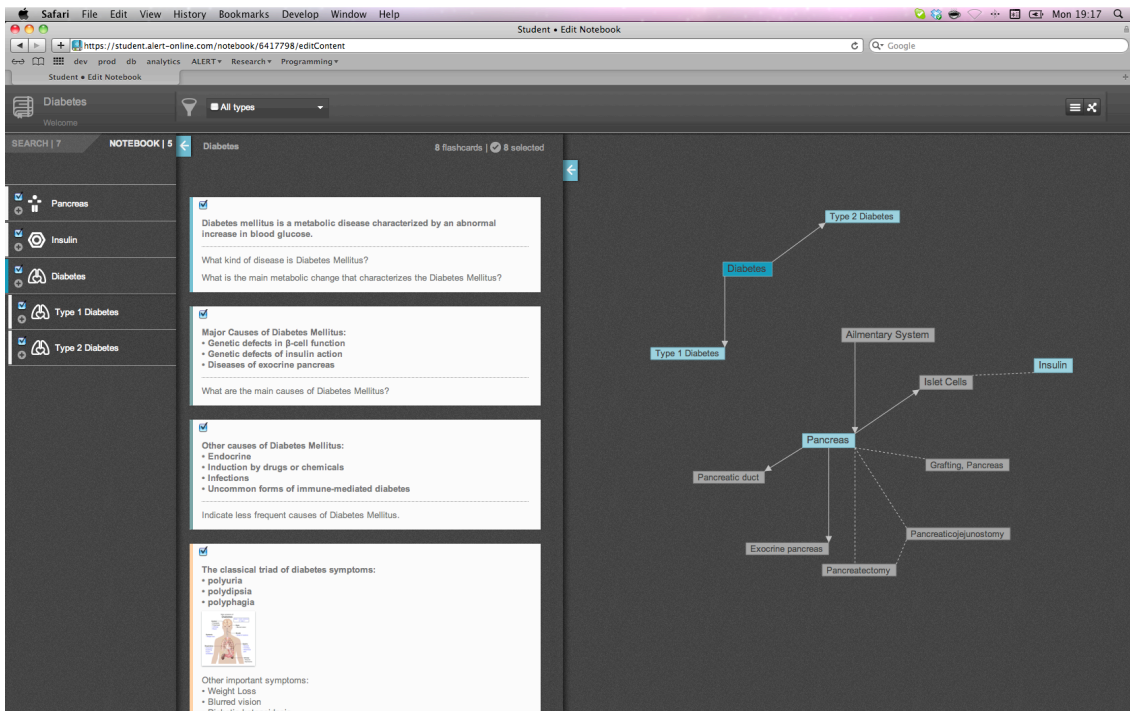 Safari File Edit View History Bookmarks Develop Window Help
Mon 19:17
Student • Edit Notebook
https://student.alert-online.com/notebook/6417798/editContent
Google
dev prod db analytics ALERT Research Programming
Student • Edit Notebook
Diabetes
Welcome
All types
SEARCH | 7
NOTEBOOK | 5
Pancreas
Insulin
Diabetes
Type 1 Diabetes
Type 2 Diabetes
Diabetes
8 flashcards | 8 selected
Diabetes mellitus is a metabolic disease characterized by an abnormal
increase in blood glucose.
What kind of disease is Diabetes Mellitus?
What is the main metabolic change that characterizes the Diabetes Mellitus?
Major Causes of Diabetes Mellitus:
• Genetic defects in β-cell function
• Genetic defects of insulin action
• Diseases of exocrine pancreas
What are the main causes of Diabetes Mellitus?
Other causes of Diabetes Mellitus:
• Endocrine
• Induction by drugs or chemicals
• Infections
• Uncommon forms of immune-mediated diabetes
Indicate less frequent causes of Diabetes Mellitus.
The classical triad of diabetes symptoms:
• polyuria
• polydipsia
• polyphagia
Other important symptoms:
• Weight Loss
• Blurred vision
Type 2 Diabetes
Diabetes
Type 1 Diabetes
Ailmentary System
Insulin
Islet Cells
Pancreas
Grafting, Pancreas
Pancreatic duct
Pancreaticojejunostomy
Exocrine pancreas
Pancreatectomy